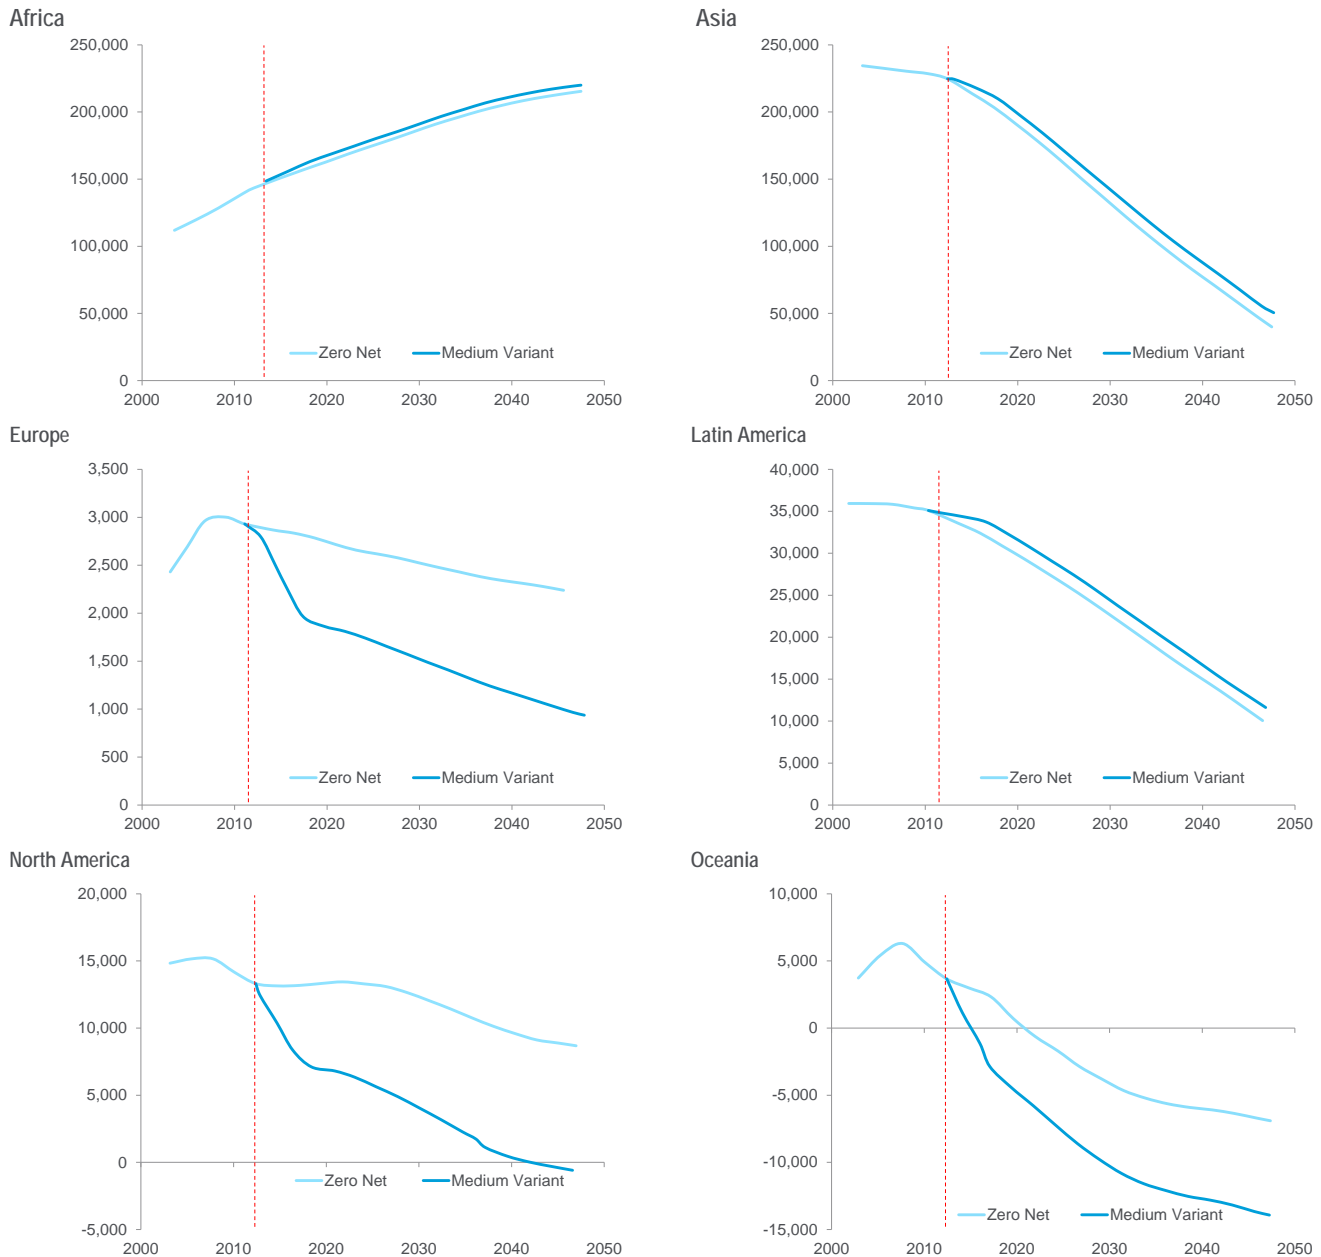 Africa
250,000
200,000
150,000
100,000
50,000
0
Zero Net Medium Variant
2000 2010 2020 2030 2040 2050
Asia
250,000
200,000
150,000
100,000
50,000
0
Zero Net Medium Variant
2000 2010 2020 2030 2040 2050
Europe
3,500
3,000
2,500
2,000
1,500
1,000
500
0
Zero Net Medium Variant
2000 2010 2020 2030 2040 2050
Latin America
40,000
35,000
30,000
25,000
20,000
15,000
10,000
5,000
0
Zero Net Medium Variant
2000 2010 2020 2030 2040 2050
North America
20,000
15,000
10,000
5,000
0
-5,000
Zero Net Medium Variant
2000 2010 2020 2030 2040 2050
Oceania
10,000
5,000
0
-5,000
-10,000
-15,000
Zero Net Medium Variant
2000 2010 2020 2030 2040 2050